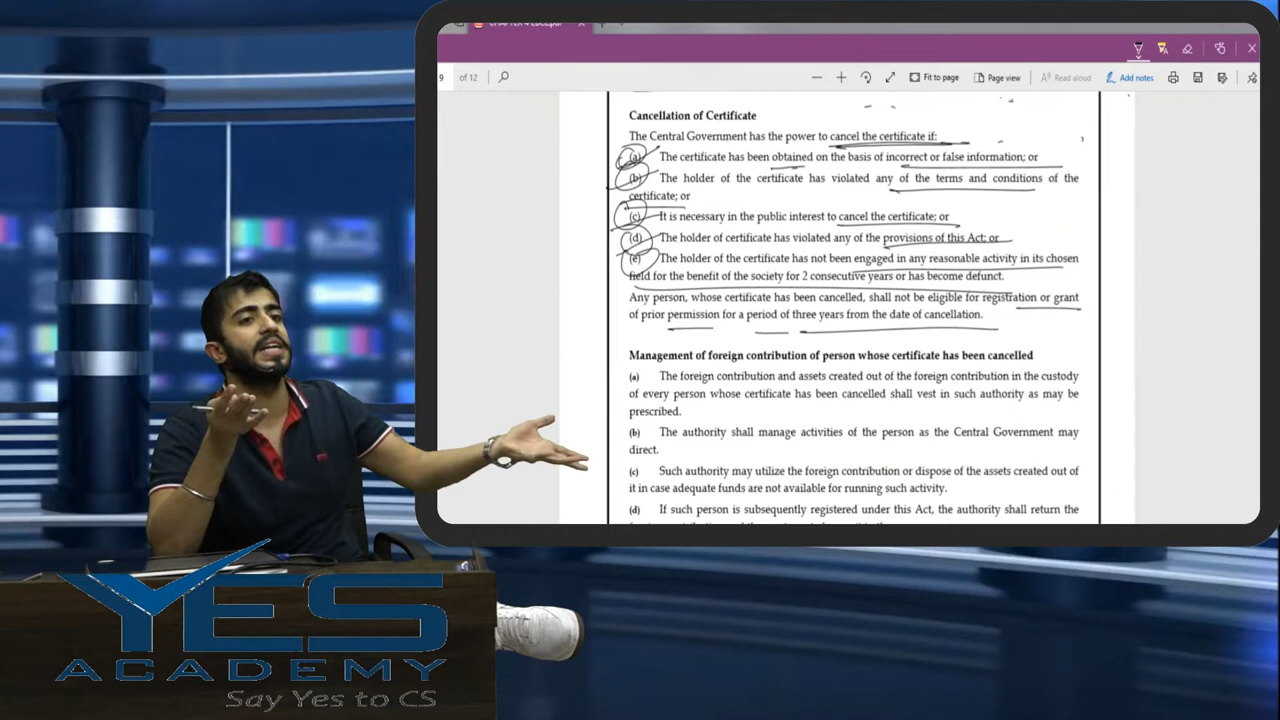 9 of 12
Fit to page
Page view
Read aloud
Add notes
Cancellation of Certificate
The Central Government has the power to cancel the certificate if:
(a) The certificate has been obtained on the basis of incorrect or false information; or
(b) The holder of the certificate has violated any of the terms and conditions of the
certificate; or
(c) It is necessary in the public interest to cancel the certificate; or
(d) The holder of certificate has violated any of the provisions of this Act; or
(e) The holder of the certificate has not been engaged in any reasonable activity in its chosen
field for the benefit of the society for 2 consecutive years or has become defunct.
Any person, whose certificate has been cancelled, shall not be eligible for registration or grant
of prior permission for a period of three years from the date of cancellation.
Management of foreign contribution of person whose certificate has been cancelled
(a) The foreign contribution and assets created out of the foreign contribution in the custody
of every person whose certificate has been cancelled shall vest in such authority as may be
prescribed.
(b) The authority shall manage activities of the person as the Central Government may
direct.
(c) Such authority may utilize the foreign contribution or dispose of the assets created out of
it in case adequate funds are not available for running such activity.
(d) If such person is subsequently registered under this Act, the authority shall return the
YES
ACADEMY
Say Yes to CS